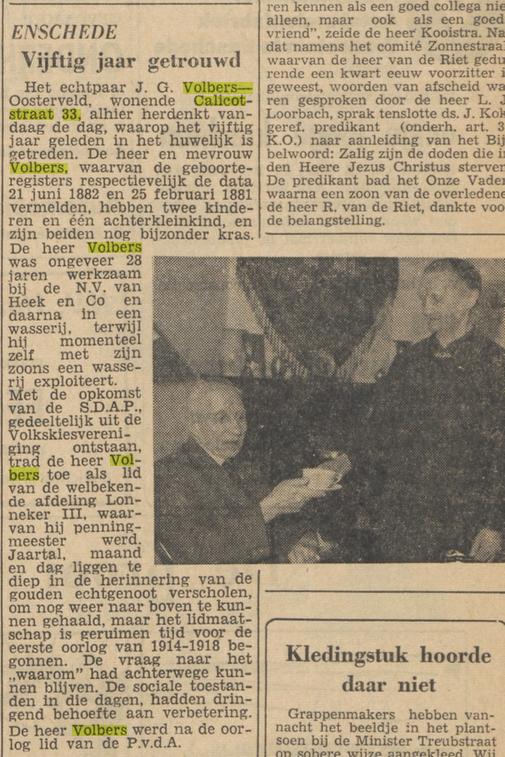 ENSCHEDE
Vijftig jaar getrouwd
Het echtpaar J. G. Volbers—
Oosterveld, wonende Calicot-
straat 33, alhier herdenkt van-
daag de dag, waarop het vijftig
jaar geleden in het huwelijk is
getreden. De heer en mevrouw
Volbers, waarvan de geboorte-
registers respectievelijk de data
21 juni 1882 en 25 februari 1881
vermelden, hebben twee kinde-
ren en één achterkleinkind, en
zijn beiden nog bijzonder kras.
De heer Volbers
was ongeveer 28
jaren werkzaam
bij de N.V. van
Heek en Co en
daarna in een
wasserij, terwijl
hij momenteel
zelf met zijn
zoons een wasse-
rij exploiteert.
Met de opkomst
van de S.D.A.P.,
gedeeltelijk uit de
Volkskiesvereni-
ging ontstaan,
trad de heer Vol-
bers toe als lid
van de welbeken-
de afdeling Lon-
neker III, waar-
van hij penning-
meester werd.
Jaartal, maand
en dag liggen te
diep in de herinnering van de
gouden echtgenoot verscholen,
om nog weer naar boven te kun-
nen gehaald, maar het lidmaat-
schap is geruimen tijd voor de
eerste oorlog van 1914-1918 be-
gonnen. De vraag naar het
„waarom” had achterwege kun-
nen blijven. De sociale toestan-
den in die dagen, hadden drin-
gend behoefte aan verbetering.
De heer Volbers werd na de oor-
log lid van de P.v.d.A.
ren kennen als een goed collega nie
alleen, maar ook als een goed
vriend”, zeide de heer Kooistra. Na
dat namens het comité Zonnestraal
waarvan de heer van de Riet gedu
rende een kwart eeuw voorzitter i
geweest, woorden van afscheid wa
ren gesproken door de heer L. J
Loorbach, sprak tenslotte ds. J. Kok
geref. predikant (onderh. art. 3
K.O.) naar aanleiding van het Bij
belwoord: Zalig zijn de doden die i
den Heere Jezus Christus sterven
De predikant bad het Onze Vader
waarna een zoon van de overledene
de heer R. van de Riet, dankte voo
de belangstelling.
Kledingstuk hoorde
daar niet
Grappenmakers hebben van-
nacht het beeldje in het plant-
soen bij de Minister Treubstraat
op sobere wijze aangekleed. Wij